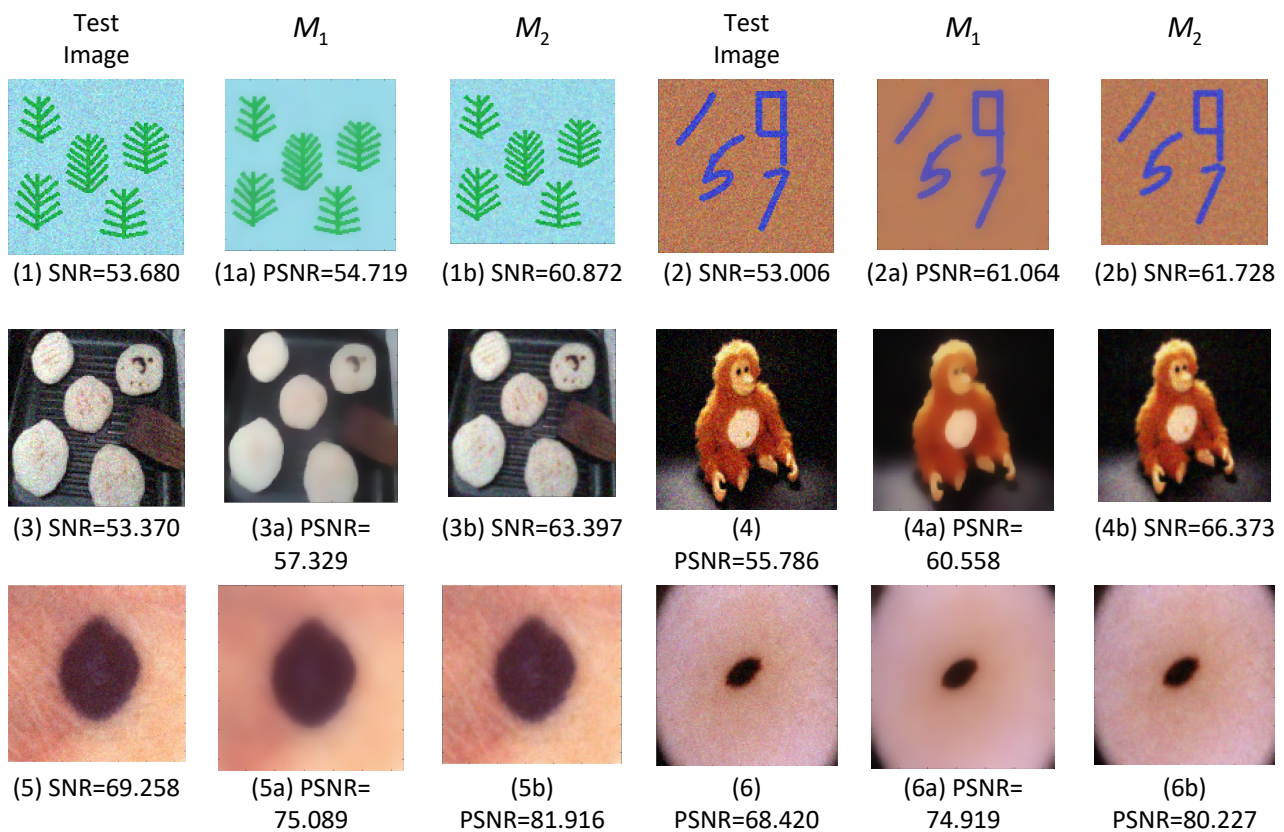 Test Image M1 M2 Test Image M1 M2
1 9 5 7
(1) SNR=53.680 (1a) PSNR=54.719 (1b) SNR=60.872 (2) SNR=53.006 (2a) PSNR=61.064 (2b) SNR=61.728
(3) SNR=53.370 (3a) PSNR= 57.329 (3b) SNR=63.397 (4) PSNR=55.786 (4a) PSNR= 60.558 (4b) SNR=66.373
(5) SNR=69.258 (5a) PSNR= 75.089 (5b) PSNR=81.916 (6) PSNR=68.420 (6a) PSNR= 74.919 (6b) PSNR=80.227